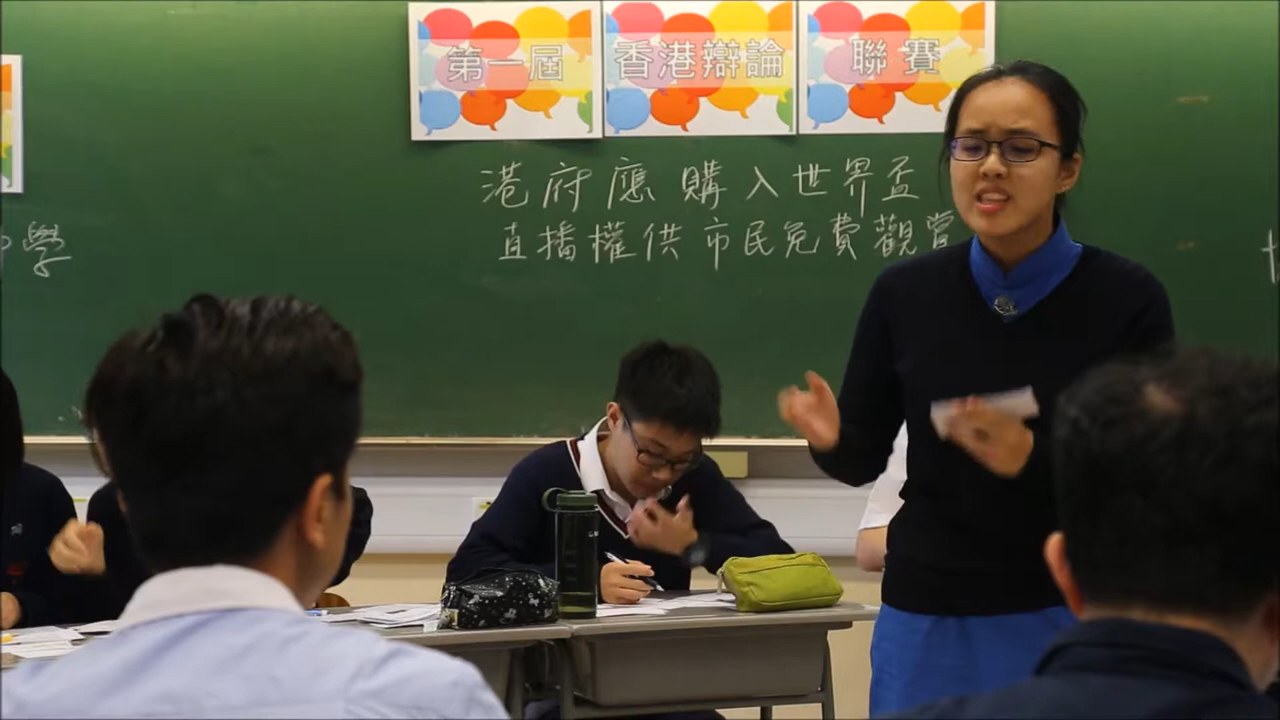 第一屆 香港辯論 聯賽
港府應購入世界盃
直播權供市民免費觀賞
學